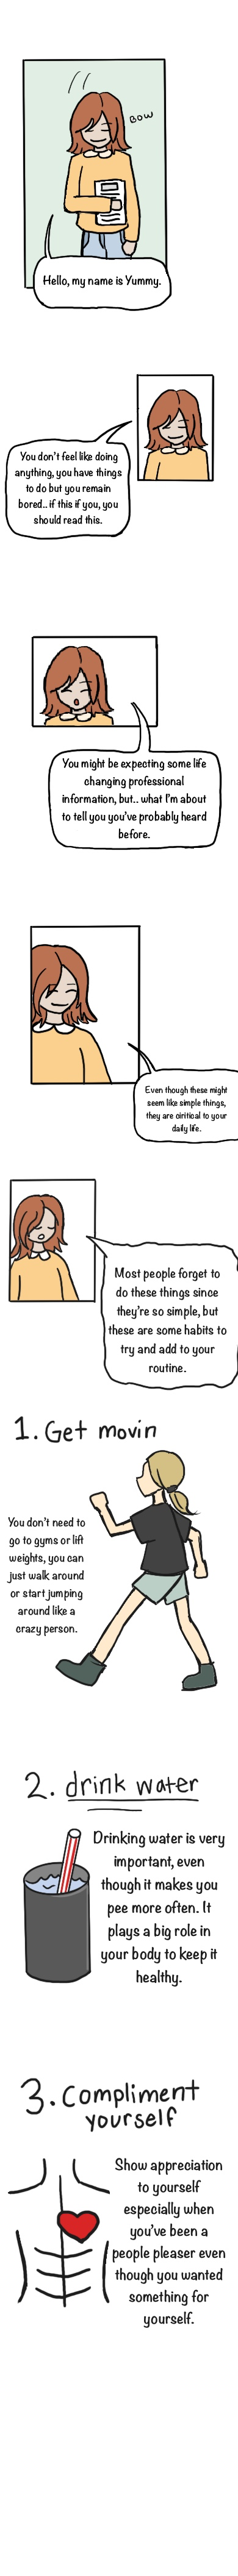 BOW
Hello, my name is Yummy.
You don't feel like doing
anything, you have things
to do but you remain
bored.. if this if you, you
should read this.
You might be expecting some life
changing professional
information, but.. what I'm about
to tell you you've probably heard
before.
Even though these might
seem like simple things,
they are ciritical to your
daily life.
Most people forget to
do these things since
they're so simple, but
these are some habits to
try and add to your
routine.
1. Get movin
You don't need to
go to gyms or lift
weights, you can
just walk around
or start jumping
around like a
crazy person.
2. drink water
Drinking water is very
important, even
though it makes you
pee more often. It
plays a big role in
your body to keep it
healthy.
3. Compliment
yourself
Show appreciation
to yourself
especially when
you've been a
people pleaser even
though you wanted
something for
yourself.